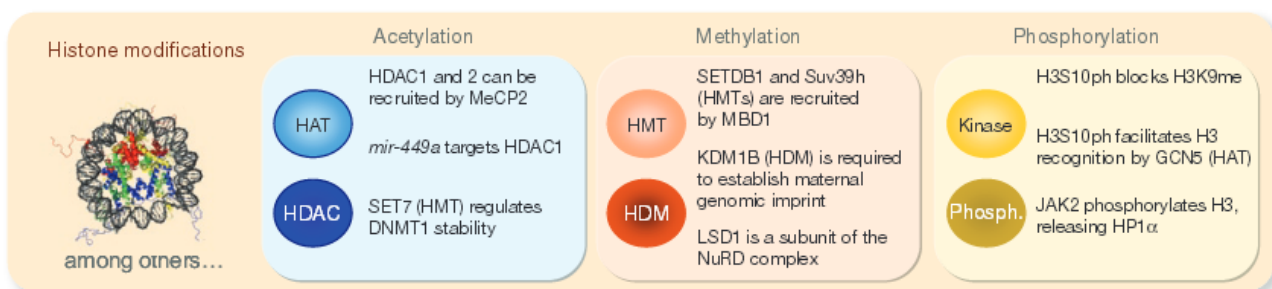 Histone modifications
among others…
Acetylation
HAT
HDAC
HDAC1 and 2 can be
recruited by MeCP2
mir-449a targets HDAC1
SET7 (HMT) regulates
DNMT1 stability
Methylation
HMT
HDM
SETDB1 and Suv39h
(HMTs) are recruited
by MBD1
KDM1B (HDM) is required
to establish maternal
genomic imprint
LSD1 is a subunit of the
NuRD complex
Phosphorylation
Kinase
Phosph.
H3S10ph blocks H3K9me
H3S10ph facilitates H3
recognition by GCN5 (HAT)
JAK2 phosphorylates H3,
releasing HP1α